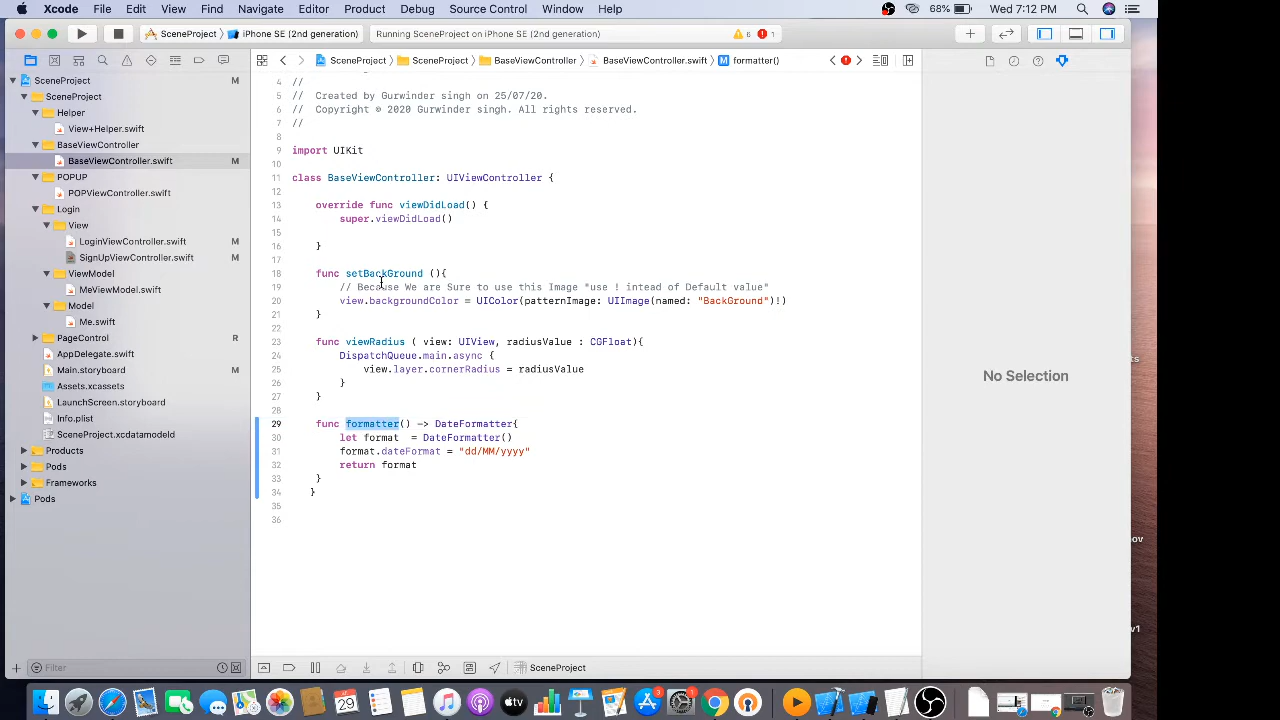 Xcode File Edit View Find Navigate Editor Product Debug Source Control Window Help 68% Wed 7:12 PM
SceneProject iPhone SE (2nd generation) Running SceneProject on iPhone SE (2nd generation) 6 1
SceneProject SceneProject BaseViewController BaseViewController.swift M formatter()
SceneProject M
SceneProject
Helper
View+Helper.swift
BaseViewController
BaseViewController.swift M
POPUP
POPViewController.swift
Login
View
LoginViewController.swift M
SignUpViewController.swift M
ViewModel
MeViewModel.swift
Model
Me.swift
PageControl R
AppDelegate.swift
Main.storyboard M
Assets.xcassets
LaunchScreen.storyboard
Info.plist
SceneProject.xcdatamodeld
Products
Pods
Frameworks
Pods
Filter
4 //
5 // Created by Gurwinder singh on 25/07/20.
6 // Copyright © 2020 Gurwinder singh. All rights reserved.
7 //
8
9 import UIKit
10
11 class BaseViewController: UIViewController {
12
13 override func viewDidLoad() {
14 super.viewDidLoad()
15
16 }
17
18 func setBackGround (){
19 // Because We are Sure to use this Image "use ! intead of Default value"
20 view.backgroundColor = UIColor(patternImage: UIImage(named: "BackGround")!)
21 }
22
23 func viewRadius ( view: UIView, radiusValue : CGFloat){
24 DispatchQueue.main.async {
25 view.layer.cornerRadius = radiusValue
26 }
27 }
28
29 func formatter() -> DateFormatter{
30 let format = DateFormatter()
31 format.dateFormat = "dd/MM/yyyy"
32 return format
33 }
34 }
35
36
SceneProject
No Selection
ts
nov
v1
JUL
29
3
1